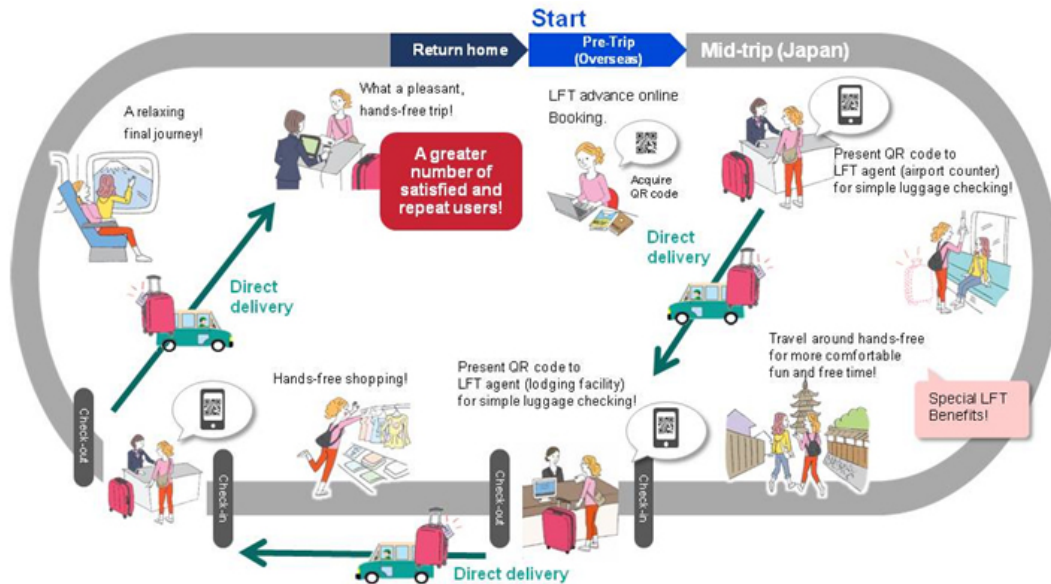 Start
Return home
Pre-Trip
(Overseas)
Mid-trip (Japan)
A relaxing
final journey!
What a pleasant,
hands-free trip!
A greater
number of
satisfied and
repeat users!
LFT advance online
Booking.
Acquire
QR code
Present QR code to
LFT agent (airport counter)
for simple luggage checking!
Direct
delivery
Direct
delivery
Travel around hands-free
for more comfortable
fun and free time!
Special LFT
Benefits!
Present QR code to
LFT agent (lodging facility)
for simple luggage checking!
Hands-free shopping!
Check-out
Check-in
Check-out
Check-in
Direct delivery